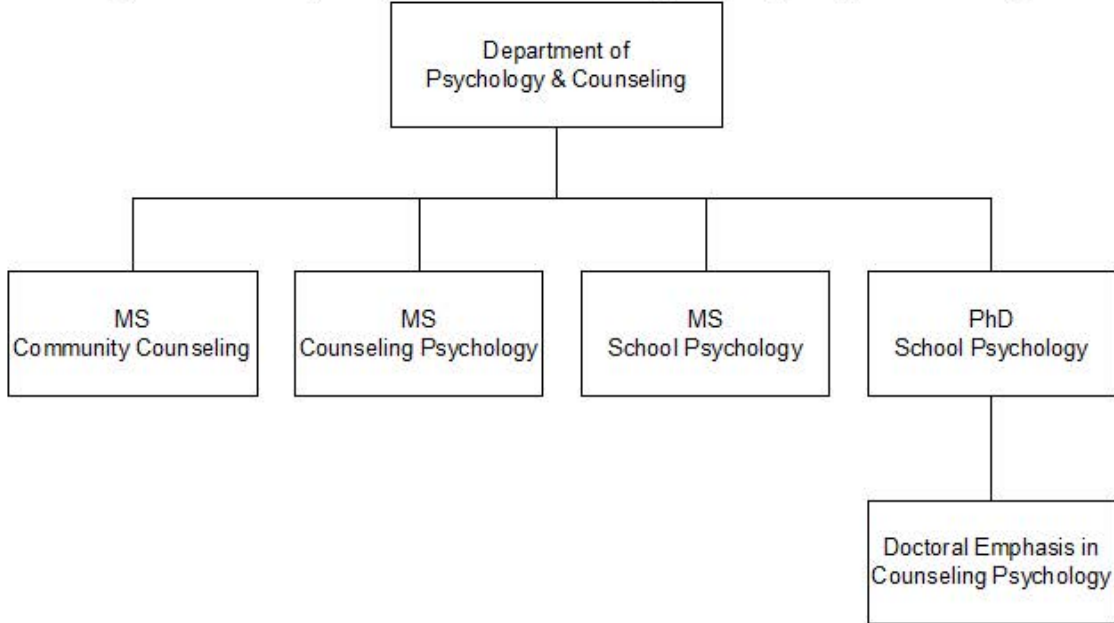 Department of
Psychology & Counseling
MS
Community Counseling
MS
Counseling Psychology
MS
School Psychology
PhD
School Psychology
Doctoral Emphasis in
Counseling Psychology